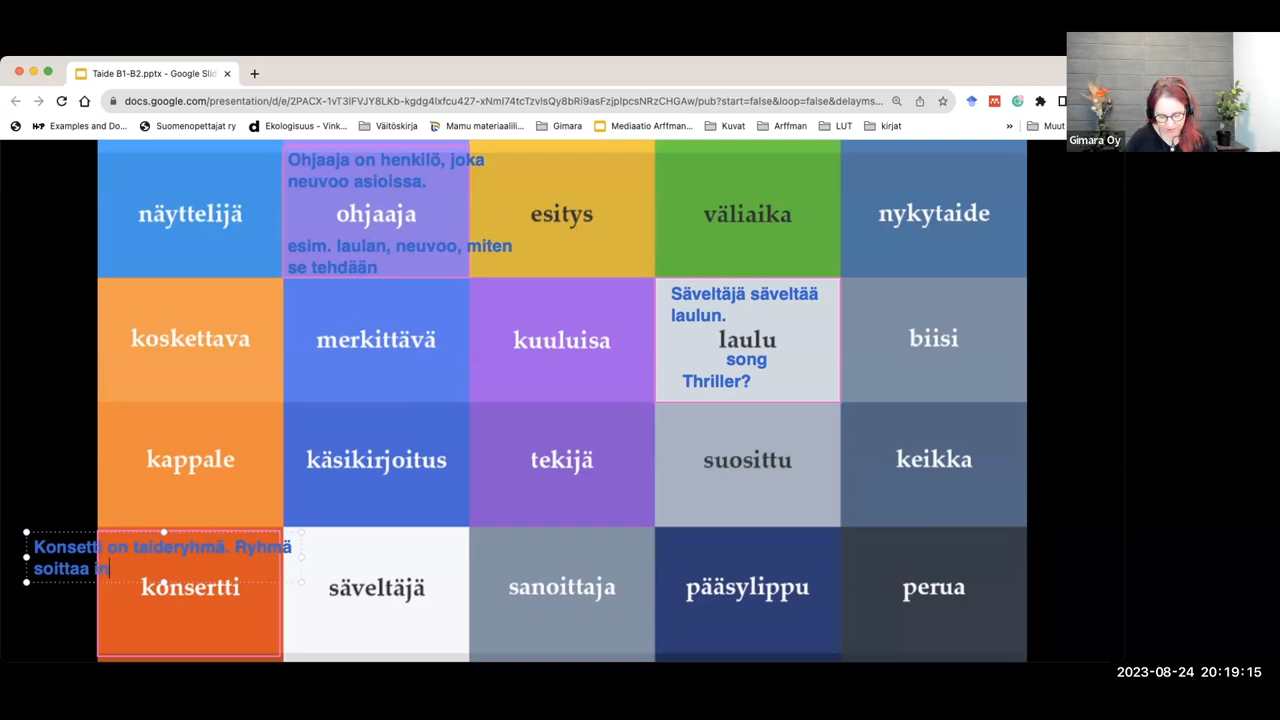 Taide B1-B2.pptx - Google Slid
docs.google.com/presentation/d/e/2PACX-1vT3lFVJY8LKb-kgdg4lxfcu427-xNml74tcTzvlsQy8bRi9asFzjplpcsNRzCHGAw/pub?start=false&loop=false&delayms...
Examples and Do... Suomenopettajat ry Ekologisuus - Vink... Väitöskirja Mamu materiaalili... Gimara Mediaatio Arffman... Kuvat Arffman LUT kirjat » Muut
Gimara Oy
Ohjaaja on henkilö, joka
neuvoo asioissa.
näyttelijä ohjaaja esitys väliaika nykytaide
esim. laulan, neuvoo, miten
se tehdään
Säveltäjä säveltää
laulun.
koskettava merkittävä kuuluisa laulu biisi
song
Thriller?
kappale käsikirjoitus tekijä suosittu keikka
Konsetti on taideryhmä. Ryhmä
soittaa in
konsertti säveltäjä sanoittaja pääsylippu perua
2023-08-24 20:19:15